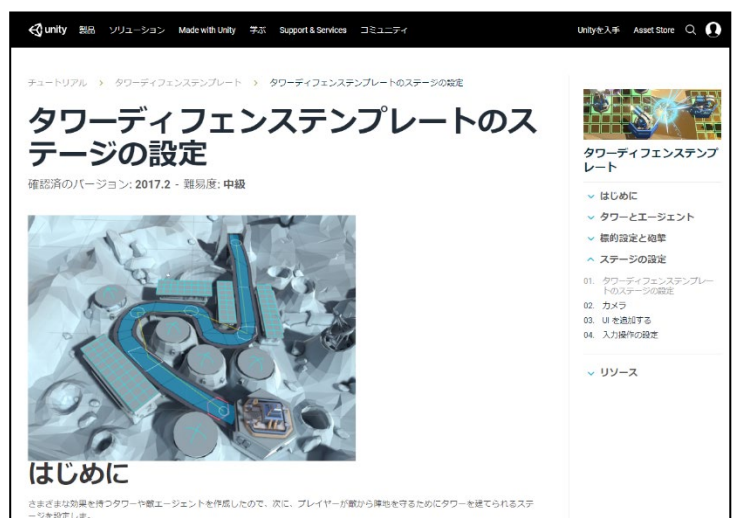 unity 製品 ソリューション Made with Unity 学ぶ Support & Services コミュニティ Unityを入手 Asset Store
チュートリアル > タワーディフェンステンプレート > タワーディフェンステンプレートのステージの設定
タワーディフェンステンプレートのス
テージの設定
確認済のバージョン: 2017.2 - 難易度: 中級
はじめに
さまざまな効果を持つタワーや敵エージェントを作成したので、次に、プレイヤーが敵から陣地を守るためにタワーを建てられるステ
ージを設定しま。
タワーディフェンステンプ
レート
はじめに
タワーとエージェント
標的設定と砲撃
ステージの設定
01. タワーディフェンステンプレー
トのステージの設定
02. カメラ
03. UI を追加する
04. 入力操作の設定
リソース